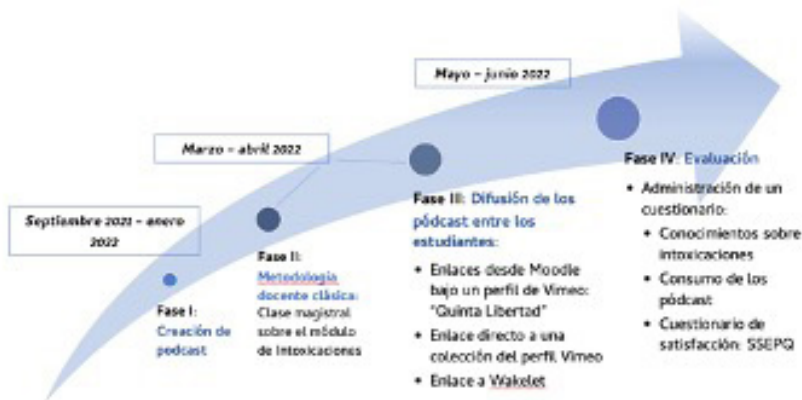 Mayo – junio 2022
Marzo – abril 2022
Septiembre 2021 – enero
2022
Fase I:
Creación de
podcast
Fase II:
Metodología
docente clásica:
Clase magistral
sobre el módulo
de Intoxicaciones
Fase III: Difusión de los
pódcast entre los
estudiantes:
• Enlaces desde Moodle
bajo un perfil de Vimeo:
"Quinta Libertad"
• Enlace directo a una
colección del perfil Vimeo
• Enlace a Wakelet
Fase IV: Evaluación
• Administración de un
cuestionario:
• Conocimientos sobre
intoxicaciones
• Consumo de los
pódcast
• Cuestionario de
satisfacción: SSEPQ